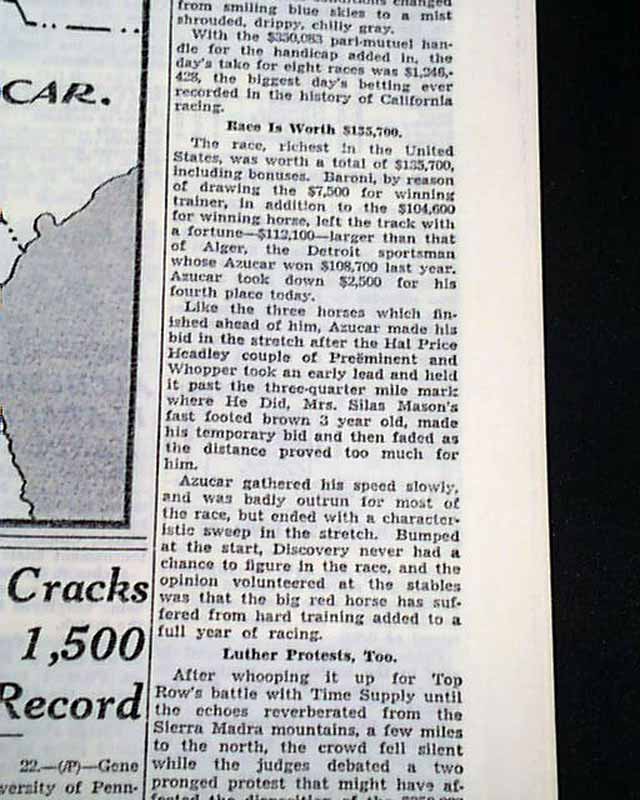 CAR.
Cracks
1,500
Record
22.—(/P)—Gene
versity of Penn-
from smiling blue skies to a mist
shrouded, drippy, chilly gray.
With the $350,083 pari-mutuel han-
dle for the handicap added in, the
day's take for eight races was $1,246,-
428, the biggest day's betting ever
recorded in the history of California
racing.
Race Is Worth $135,700.
The race, richest in the United
States, was worth a total of $135,700,
including bonuses. Baroni, by reason
of drawing the $7,500 for winning
trainer, in addition to the $104,600
for winning horse, left the track with
a fortune—$112,100—larger than that
of Alger, the Detroit sportsman
whose Azucar won $108,700 last year.
Azucar took down $2,500 for his
fourth place today.
Like the three horses which fin-
ished ahead of him, Azucar made his
bid in the stretch after the Hal Price
Headley couple of Preëminent and
Whopper took an early lead and held
it past the three-quarter mile mark
where He Did, Mrs. Silas Mason's
fast footed brown 3 year old, made
his temporary bid and then faded as
the distance proved too much for
him.
Azucar gathered his speed slowly,
and was badly outrun for most of
the race, but ended with a character-
istic sweep in the stretch. Bumped
at the start, Discovery never had a
chance to figure in the race, and the
opinion volunteered at the stables
was that the big red horse has suf-
fered from hard training added to a
full year of racing.
Luther Protests, Too.
After whooping it up for Top
Row's battle with Time Supply until
the echoes reverberated from the
Sierra Madra mountains, a few miles
to the north, the crowd fell silent
while the judges debated a two
pronged protest that might have af-